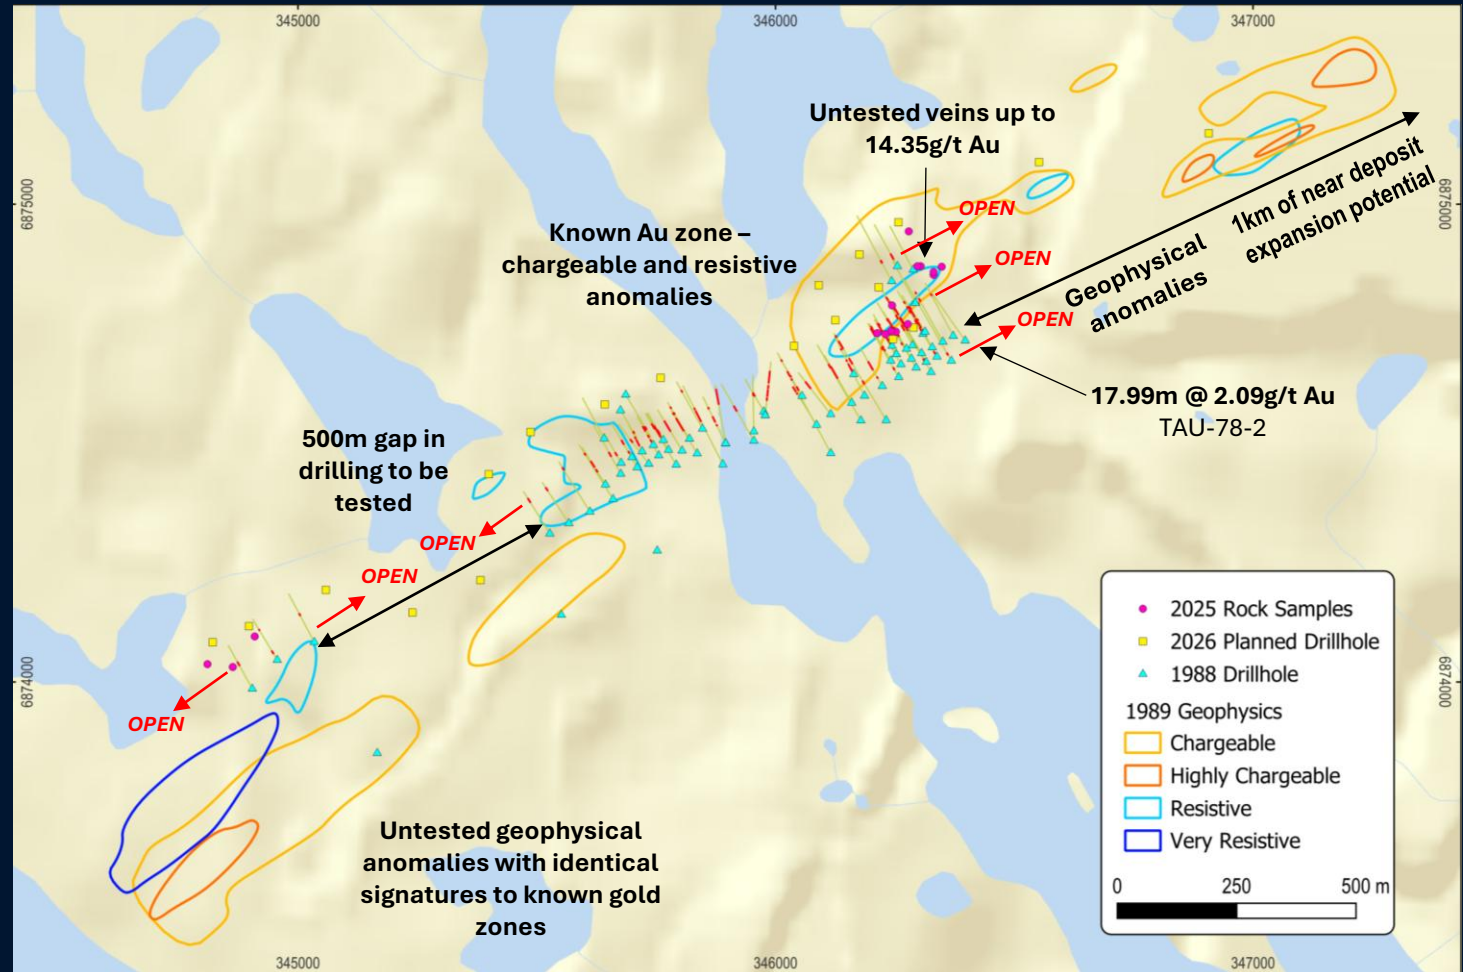 345000
346000
347000
Untested veins up to
14.35g/t Au
6875000
6875000
OPEN
1km of near deposit
expansion potential
Known Au zone –
chargeable and resistive
anomalies
OPEN
Geophysical
anomalies
OPEN
17.99m @ 2.09g/t Au
TAU-78-2
500m gap in
drilling to be
tested
OPEN
OPEN
2025 Rock Samples
2026 Planned Drillhole
1988 Drillhole
6874000
6874000
OPEN
1989 Geophysics
Chargeable
Highly Chargeable
Resistive
Very Resistive
Untested geophysical
anomalies with identical
signatures to known gold
zones
0 250 500 m
345000
346000
347000